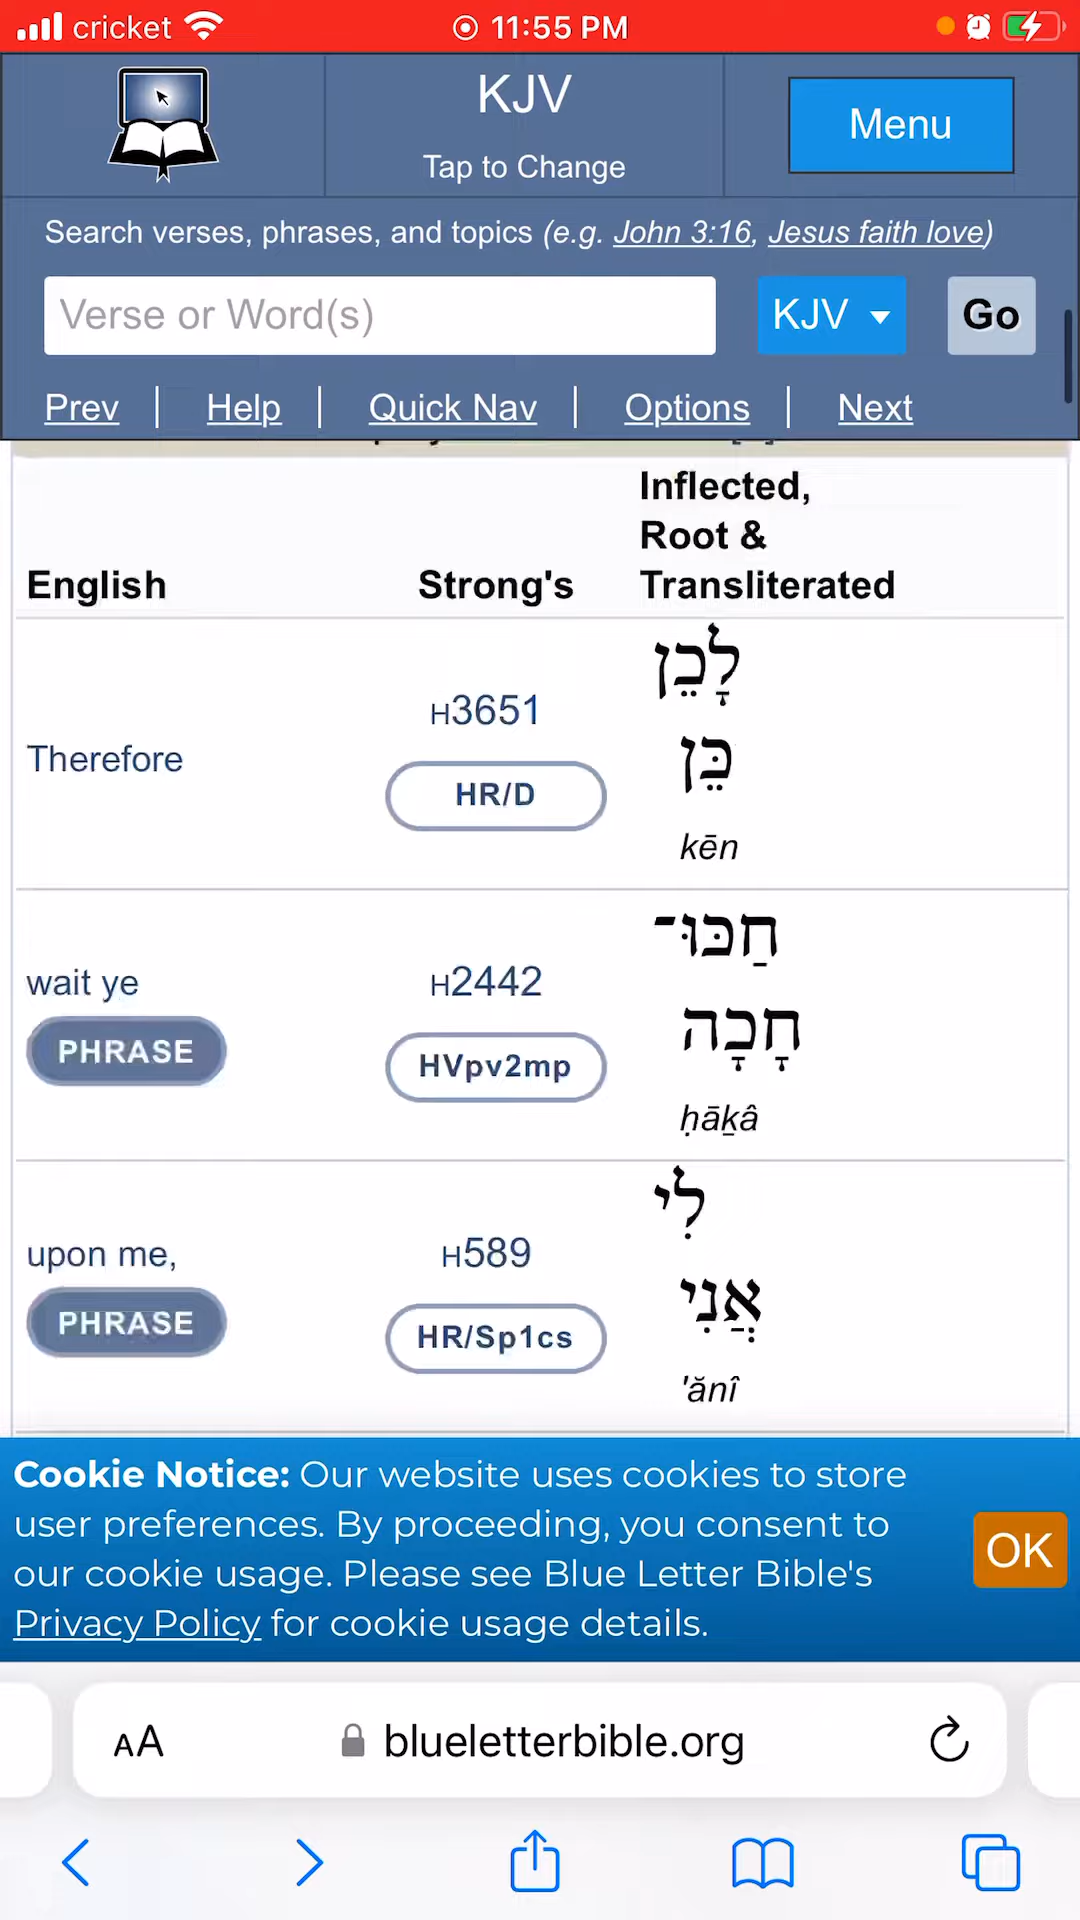 cricket 11:55 PM
KJV
Tap to Change
Menu
Search verses, phrases, and topics (e.g. John 3:16, Jesus faith love)
Verse or Word(s)
KJV
Go
Prev | Help | Quick Nav | Options | Next
Inflected,
Root &
English Strong's Transliterated
Therefore
H3651
HR/D
לָכֵן
כֵּן
kēn
wait ye
PHRASE
H2442
HVpv2mp
חַכּוּ־
חָכָה
ḥāḵâ
upon me,
PHRASE
H589
HR/Sp1cs
לִי
אֲנִי
'ănî
Cookie Notice: Our website uses cookies to store
user preferences. By proceeding, you consent to
our cookie usage. Please see Blue Letter Bible's
Privacy Policy for cookie usage details.
OK
AA blueletterbible.org